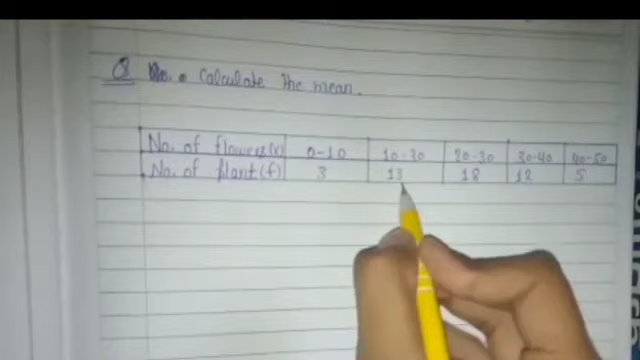 Q No. Calculate the mean.
No. of flowers(x) 0-10 10-20 20-30 30-40 40-50
No. of plant(f) 3 13 18 12 5